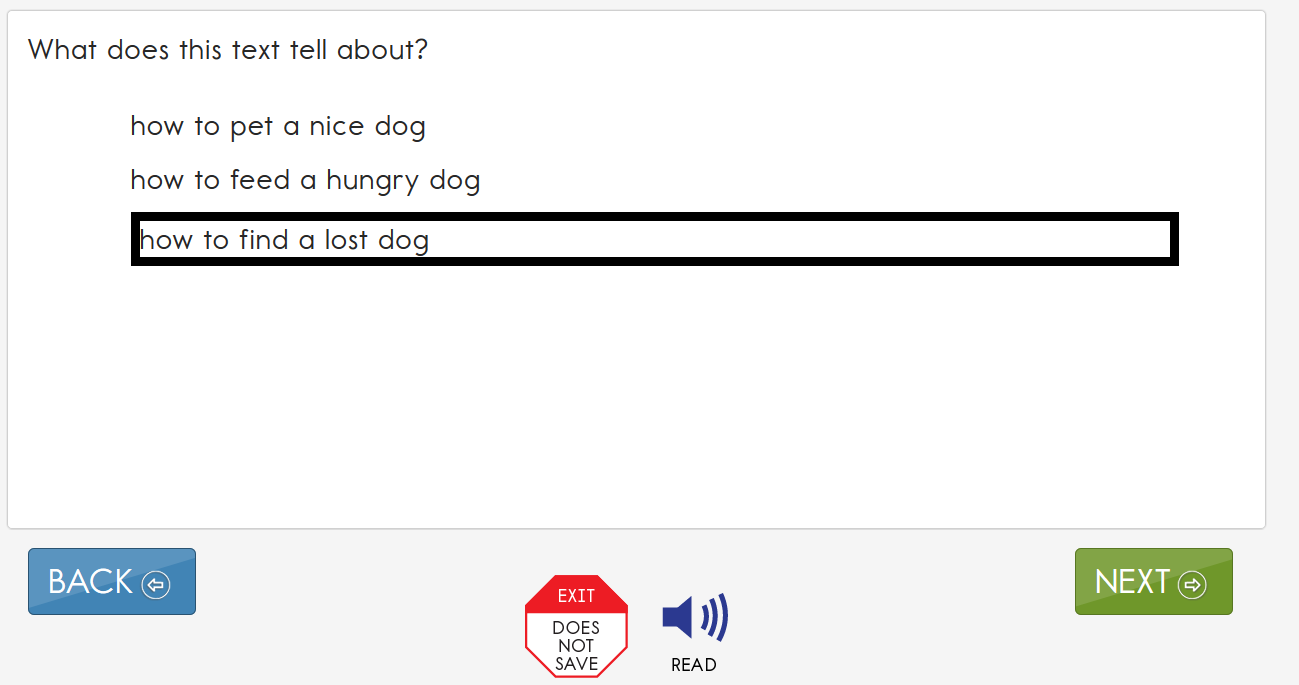 What does this text tell about?
how to pet a nice dog
how to feed a hungry dog
how to find a lost dog
BACK
EXIT
DOES
NOT
SAVE
READ
NEXT